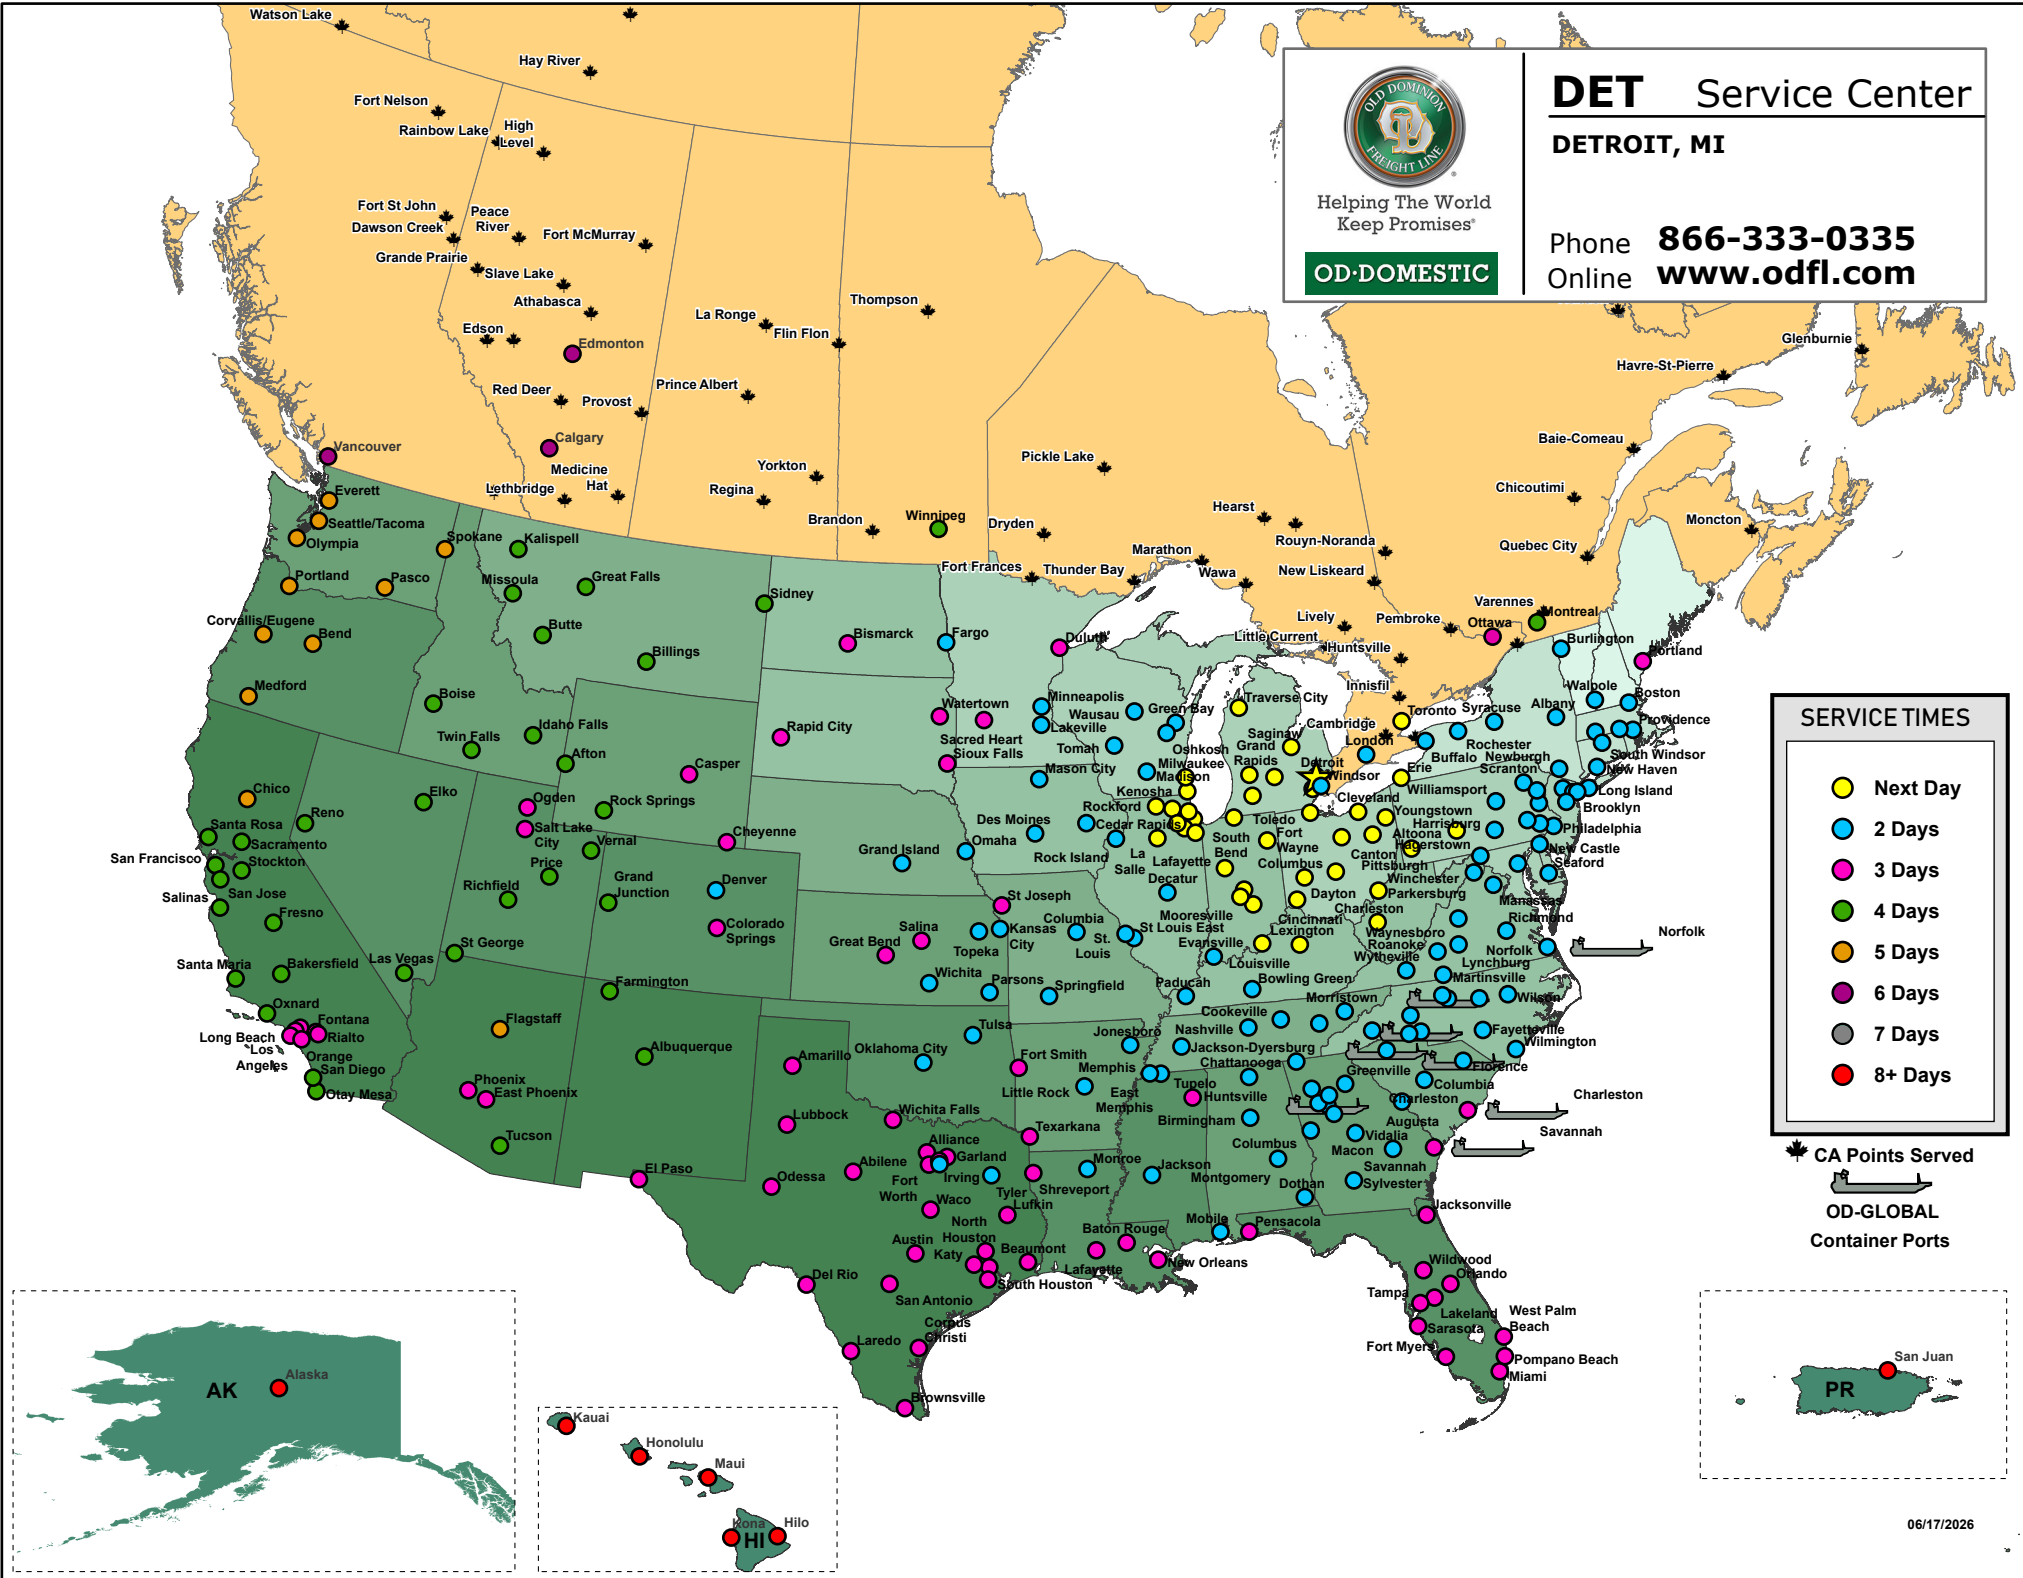 Watson Lake
Hay River
Fort Nelson
Rainbow Lake
High
Level
Fort St John
Dawson Creek
Peace
River
Fort McMurray
Grande Prairie
Slave Lake
Athabasca
Edson
Edmonton
La Ronge
Flin Flon
Thompson
Red Deer
Provost
Prince Albert
Vancouver
Calgary
Medicine
Hat
Lethbridge
Yorkton
Regina
Brandon
Winnipeg
Dryden
Pickle Lake
Hearst
Rouyn-Noranda
Marathon
Fort Frances
Thunder Bay
Wawa
New Liskeard
Lively
Pembroke
Varennes
Montreal
Ottawa
Little Current
Huntsville
Innisfil
Toronto
Cambridge
London
Windsor
Glenburnie
Havre-St-Pierre
Baie-Comeau
Chicoutimi
Quebec City
Moncton
OLD DOMINION
FREIGHT LINE
Helping The World
Keep Promises®
OD·DOMESTIC
DET Service Center
DETROIT, MI
Phone 866-333-0335
Online www.odfl.com
Everett
Seattle/Tacoma
Olympia
Spokane
Kalispell
Portland
Pasco
Missoula
Great Falls
Sidney
Corvallis/Eugene
Bend
Butte
Billings
Bismarck
Fargo
Duluth
Medford
Boise
Idaho Falls
Twin Falls
Afton
Rapid City
Watertown
Sacred Heart
Sioux Falls
Minneapolis
Lakeville
Wausau
Green Bay
Tomah
Oshkosh
Milwaukee
Madison
Kenosha
Mason City
Rockford
Traverse City
Saginaw
Grand
Rapids
Detroit
Chico
Reno
Elko
Ogden
Salt Lake
City
Rock Springs
Casper
Cheyenne
Vernal
Price
Santa Rosa
Sacramento
San Francisco
Stockton
San Jose
Salinas
Fresno
Richfield
Grand
Junction
Denver
Colorado
Springs
Grand Island
Omaha
Des Moines
Cedar Rapids
Rock Island
La
Salle
Lafayette
Decatur
South
Bend
Toledo
Fort
Wayne
Columbus
Cleveland
Youngstown
Erie
Canton
Pittsburgh
Altoona
Hagerstown
Harrisburg
Williamsport
Buffalo
Rochester
Syracuse
Albany
Burlington
Portland
Walpole
Boston
Providence
South Windsor
New Haven
Newburgh
Scranton
Long Island
Brooklyn
Philadelphia
New Castle
Seaford
Winchester
Parkersburg
Manassas
Richmond
Norfolk
Norfolk
Dayton
Cincinnati
Lexington
Charleston
Waynesboro
Roanoke
Wytheville
Lynchburg
Martinsville
Mooresville
St Louis East
St.
Louis
Evansville
Louisville
Bowling Green
Paducah
Morristown
Cookeville
Nashville
Jackson-Dyersburg
Chattanooga
Wilson
Fayetteville
Wilmington
Florence
Greenville
Columbia
Charleston
Charleston
Augusta
Savannah
Savannah
Santa Maria
Bakersfield
Las Vegas
St George
Oxnard
Fontana
Rialto
Long Beach
Los
Angeles
Orange
San Diego
Otay Mesa
Flagstaff
Farmington
Albuquerque
Phoenix
East Phoenix
Tucson
El Paso
St Joseph
Kansas
City
Topeka
Columbia
Salina
Great Bend
Wichita
Parsons
Springfield
Tulsa
Oklahoma City
Amarillo
Fort Smith
Little Rock
Jonesboro
Memphis
East
Memphis
Tupelo
Huntsville
Birmingham
Lubbock
Wichita Falls
Texarkana
Alliance
Garland
Irving
Fort
Worth
Abilene
Odessa
Waco
Tyler
Lufkin
Shreveport
Monroe
Jackson
Montgomery
Columbus
Macon
Vidalia
Sylvester
Dothan
Mobile
Pensacola
Jacksonville
Baton Rouge
Lafayette
New Orleans
Austin
North
Houston
Katy
Beaumont
South Houston
Del Rio
San Antonio
Laredo
Corpus
Christi
Brownsville
Wildwood
Orlando
Tampa
Lakeland
Sarasota
Fort Myers
West Palm
Beach
Pompano Beach
Miami
SERVICE TIMES
Next Day
2 Days
3 Days
4 Days
5 Days
6 Days
7 Days
8+ Days
CA Points Served
OD-GLOBAL
Container Ports
AK
Alaska
Kauai
Honolulu
Maui
Kona
Hilo
HI
San Juan
PR
06/17/2026